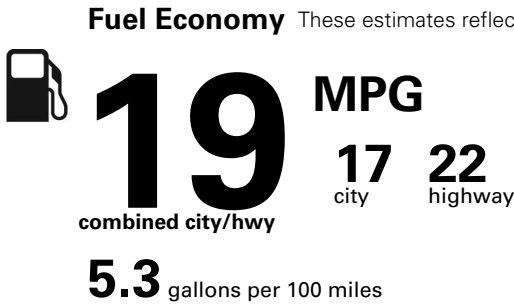 Fuel Economy These estimates reflec
19 MPG
17 22
city highway
combined city/hwy
5.3 gallons per 100 miles